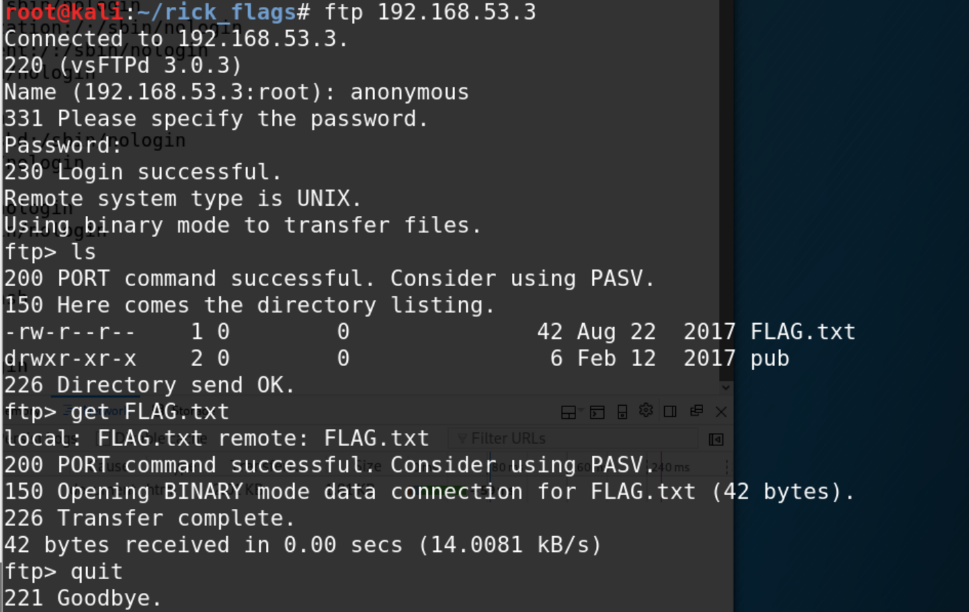 root@kali:~/rick_flags# ftp 192.168.53.3
Connected to 192.168.53.3.
220 (vsFTPd 3.0.3)
Name (192.168.53.3:root): anonymous
331 Please specify the password.
Password:
230 Login successful.
Remote system type is UNIX.
Using binary mode to transfer files.
ftp> ls
200 PORT command successful. Consider using PASV.
150 Here comes the directory listing.
-rw-r--r--    1 0        0              42 Aug 22  2017 FLAG.txt
drwxr-xr-x    2 0        0               6 Feb 12  2017 pub
226 Directory send OK.
ftp> get FLAG.txt
local: FLAG.txt remote: FLAG.txt
Filter URLs
200 PORT command successful. Consider using PASV.
240 ms
150 Opening BINARY mode data connection for FLAG.txt (42 bytes).
226 Transfer complete.
42 bytes received in 0.00 secs (14.0081 kB/s)
ftp> quit
221 Goodbye.